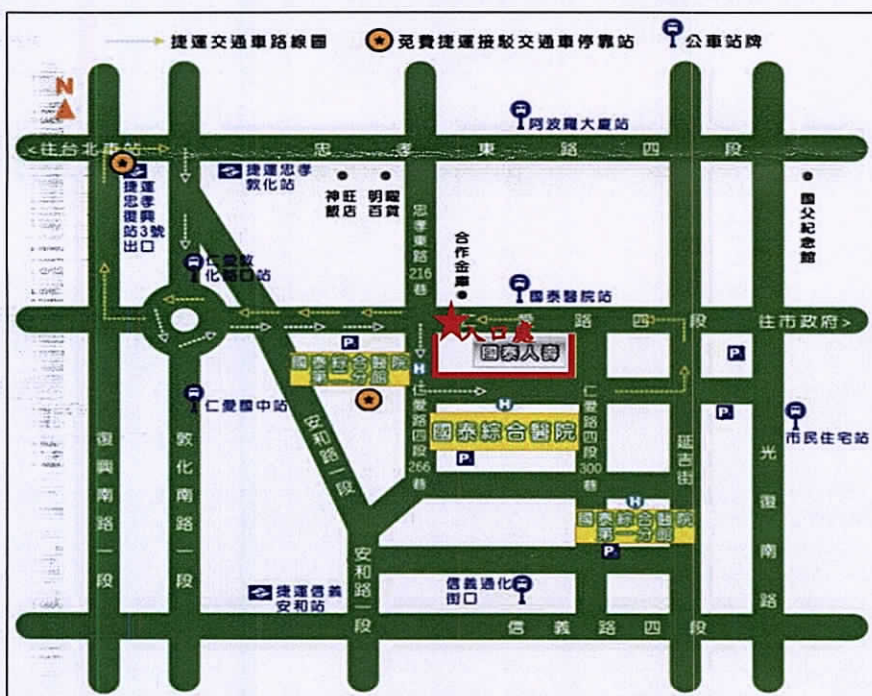 捷運交通車路線圖
免費捷運接駁交通車停靠站
公車站牌
N
阿波羅大廈站
<往台北車站
忠孝東路四段
捷運
忠孝
復興
站3號
出口
捷運忠孝
敦化站
神旺
飯店
明曜
百貨
國父紀念館
忠孝東路216巷
合作金庫
仁愛敦
化路口站
國泰醫院站
愛路四段
往市政府>
入口處
國泰人壽
P
國泰綜合醫院
第一分館
H
仁愛國中站
仁愛路四段266巷
H
國泰綜合醫院
P
仁愛路四段300巷
P
P
市民住宅站
延吉街
安和路一段
復興南路一段
敦化南路一段
光復南路
H
國泰綜合醫院
第一分館
P
安和路一段
捷運信義
安和站
信義通化
街口
信義路四段